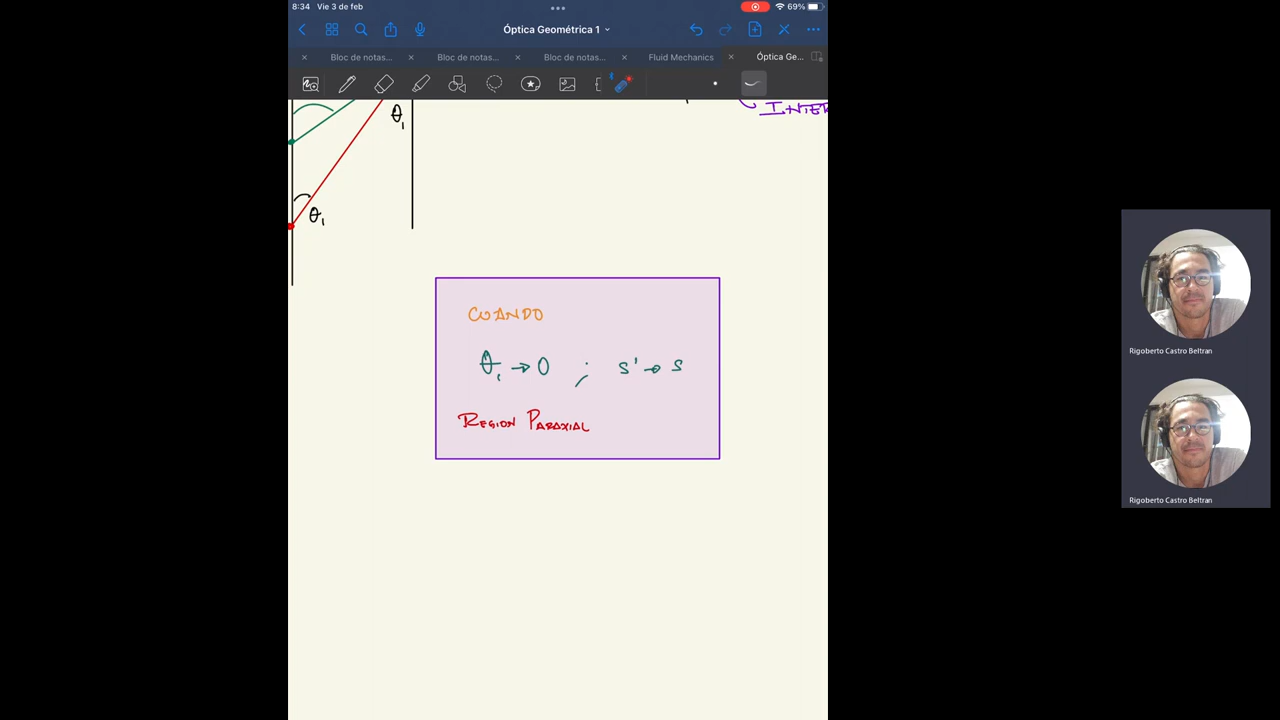 8:34 Vie 3 de feb
69%
Óptica Geométrica 1
Bloc de notas...
Bloc de notas...
Bloc de notas...
Fluid Mechanics
Óptica Ge...
θ₁
INTER
θ₁
CUANDO
θ₁ → 0 ; s' → s
REGION PARAXIAL
Rigoberto Castro Beltran
Rigoberto Castro Beltran